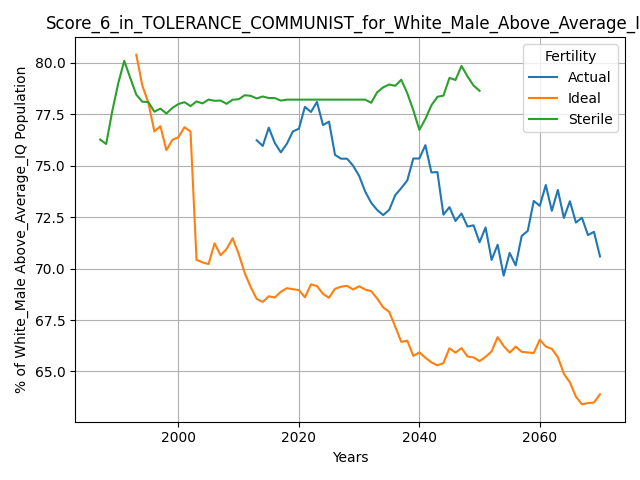 Score_6_in_TOLERANCE_COMMUNIST_for_White_Male_Above_Average_I
% of White_Male Above_Average_IQ Population
80.0
77.5
75.0
72.5
70.0
67.5
65.0
Fertility
Actual
Ideal
Sterile
2000
2020
2040
2060
Years